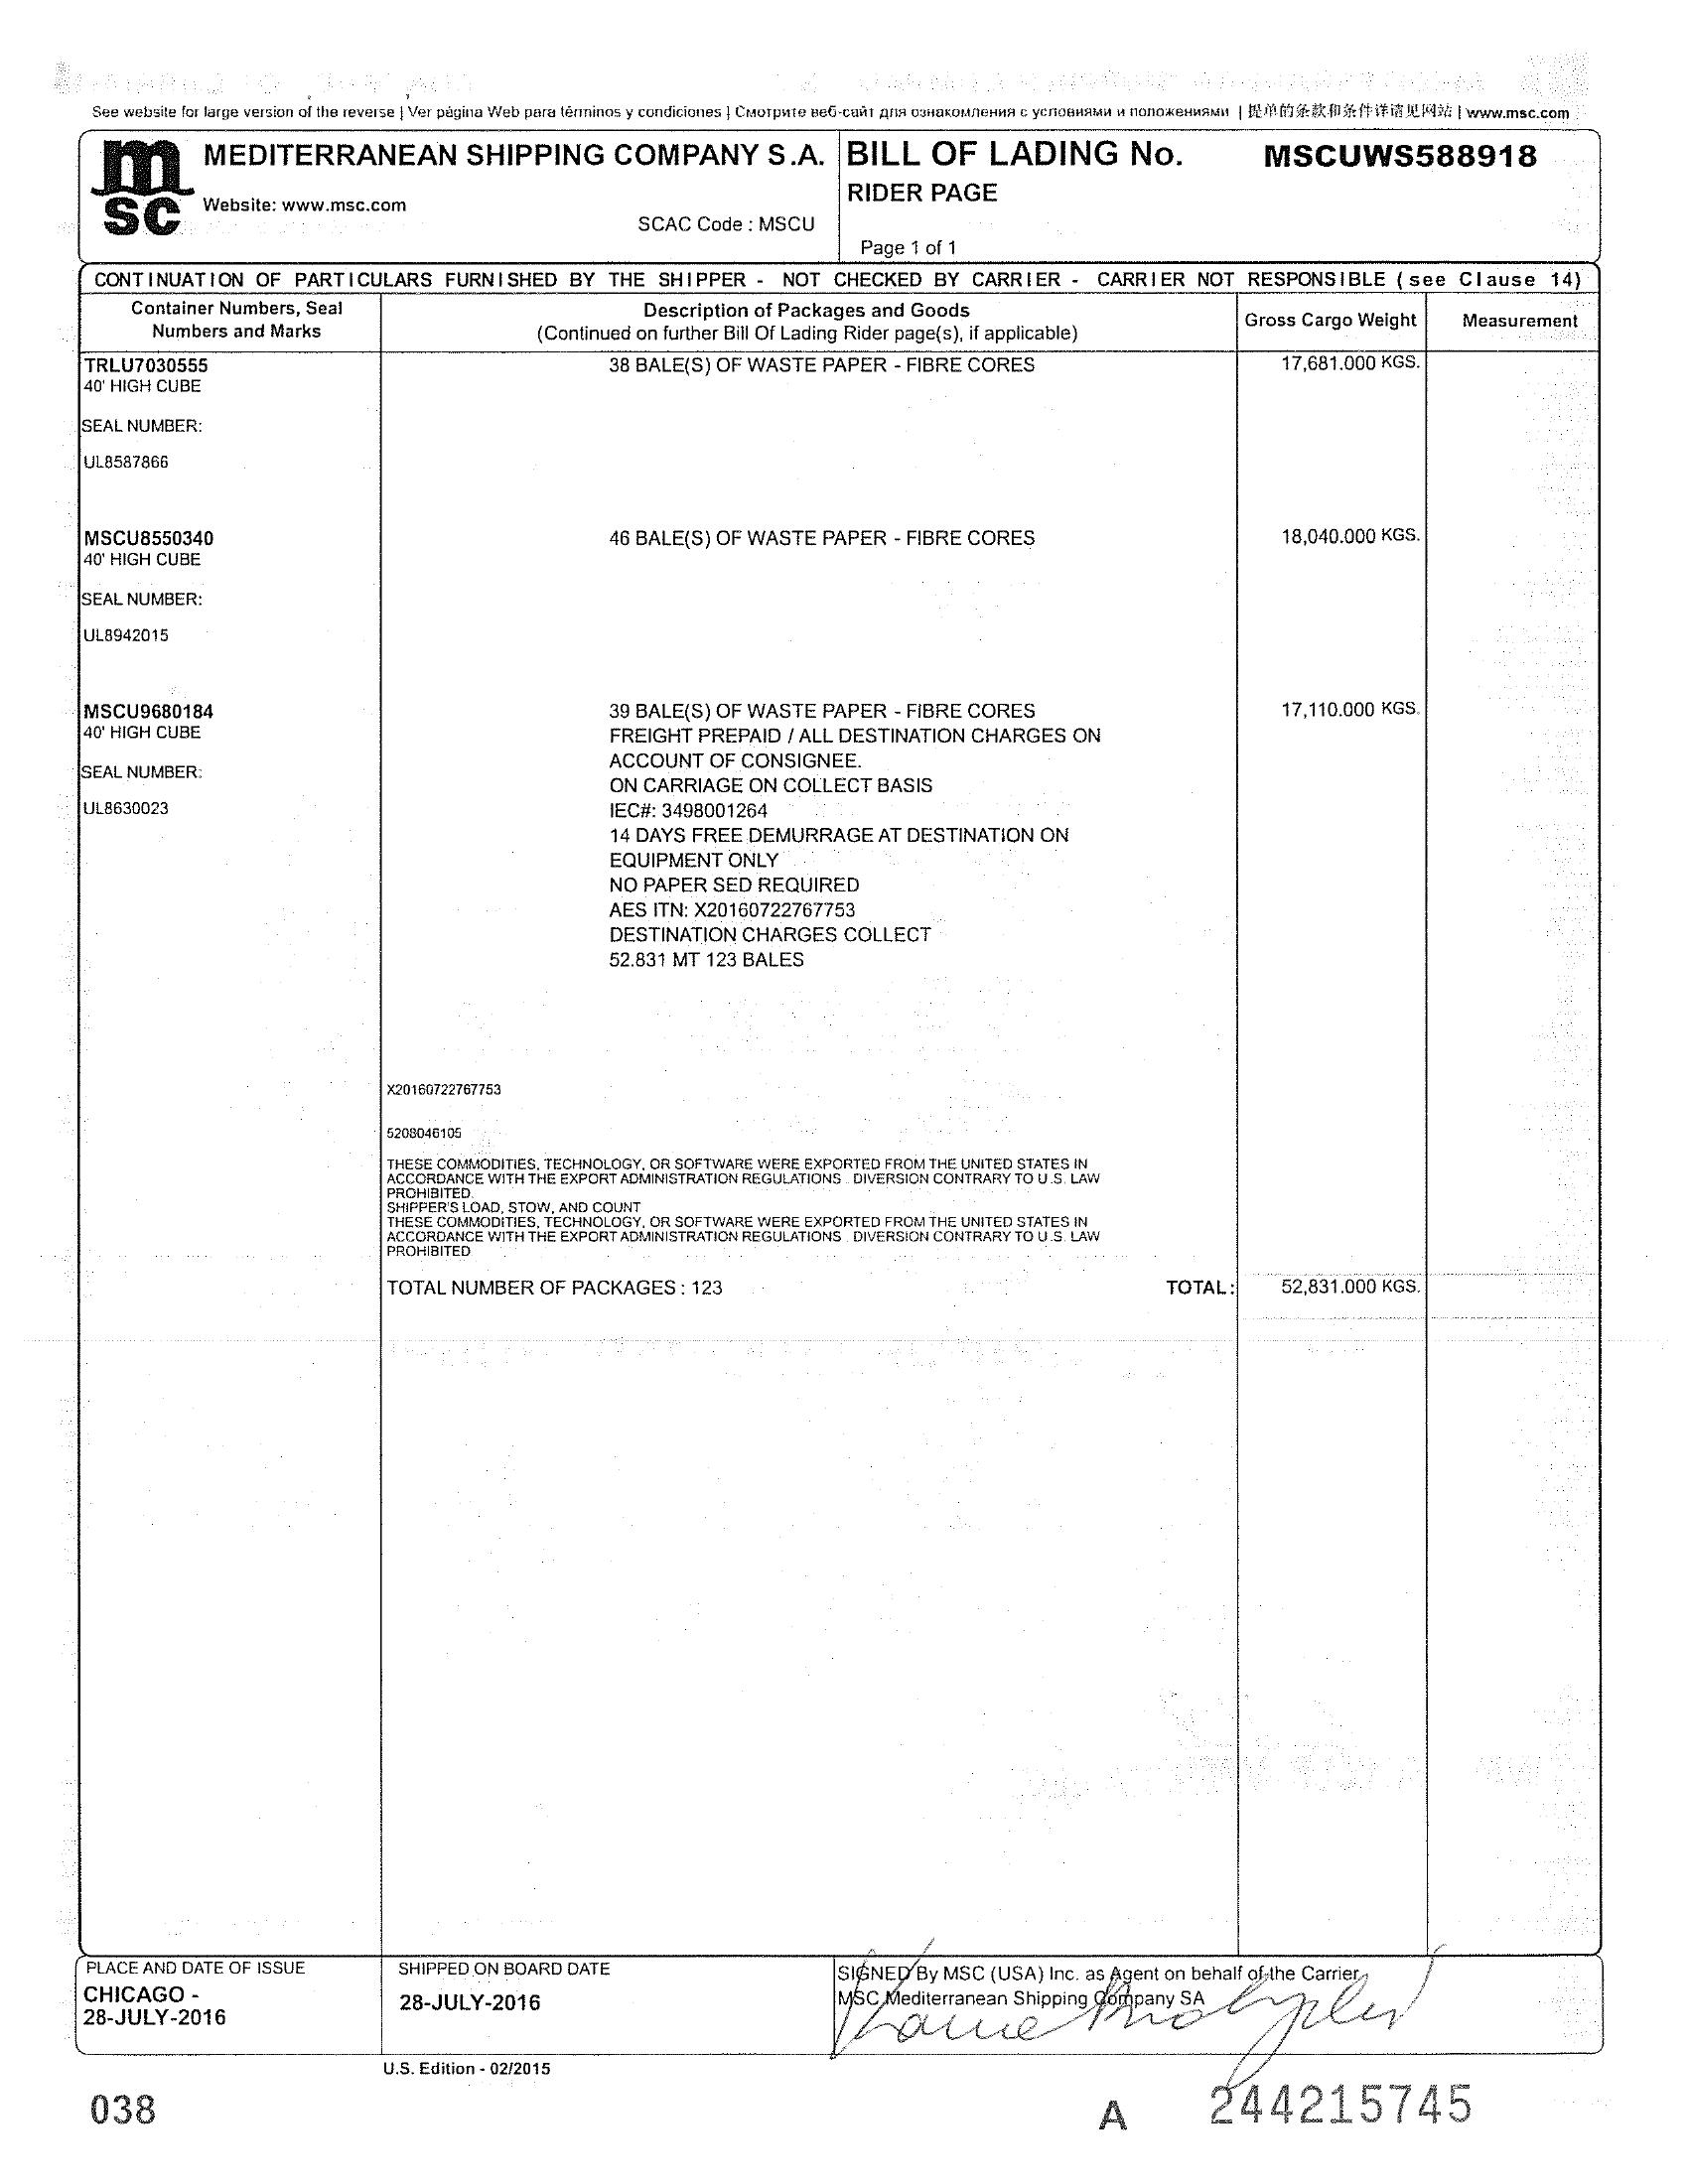 See website for large version of the reverse | Ver página Web para términos y condiciones | Смотрите веб-сайт для ознакомления с условиями и положениями | 提单的条款和条件详请见网站 | www.msc.com
msc
MEDITERRANEAN SHIPPING COMPANY S.A.
Website: www.msc.com
SCAC Code : MSCU
BILL OF LADING No. MSCUWS588918
RIDER PAGE
Page 1 of 1
CONTINUATION OF PARTICULARS FURNISHED BY THE SHIPPER - NOT CHECKED BY CARRIER - CARRIER NOT RESPONSIBLE (see Clause 14)
Container Numbers, Seal Numbers and Marks
Description of Packages and Goods
(Continued on further Bill Of Lading Rider page(s), if applicable)
Gross Cargo Weight
Measurement
TRLU7030555 38 BALE(S) OF WASTE PAPER - FIBRE CORES 17,681.000 KGS.
40' HIGH CUBE
SEAL NUMBER:
UL8587866
MSCU8550340 46 BALE(S) OF WASTE PAPER - FIBRE CORES 18,040.000 KGS.
40' HIGH CUBE
SEAL NUMBER:
UL8942015
MSCU9680184 39 BALE(S) OF WASTE PAPER - FIBRE CORES 17,110.000 KGS.
40' HIGH CUBE
SEAL NUMBER:
UL8630023
FREIGHT PREPAID / ALL DESTINATION CHARGES ON
ACCOUNT OF CONSIGNEE.
ON CARRIAGE ON COLLECT BASIS
IEC#: 3498001264
14 DAYS FREE DEMURRAGE AT DESTINATION ON
EQUIPMENT ONLY
NO PAPER SED REQUIRED
AES ITN: X20160722767753
DESTINATION CHARGES COLLECT
52.831 MT 123 BALES
X20160722767753
5208046105
THESE COMMODITIES, TECHNOLOGY, OR SOFTWARE WERE EXPORTED FROM THE UNITED STATES IN
ACCORDANCE WITH THE EXPORT ADMINISTRATION REGULATIONS . DIVERSION CONTRARY TO U.S. LAW
PROHIBITED.
SHIPPER'S LOAD, STOW, AND COUNT
THESE COMMODITIES, TECHNOLOGY, OR SOFTWARE WERE EXPORTED FROM THE UNITED STATES IN
ACCORDANCE WITH THE EXPORT ADMINISTRATION REGULATIONS . DIVERSION CONTRARY TO U.S. LAW
PROHIBITED
TOTAL NUMBER OF PACKAGES : 123 TOTAL : 52,831.000 KGS.
PLACE AND DATE OF ISSUE
CHICAGO -
28-JULY-2016
SHIPPED ON BOARD DATE
28-JULY-2016
SIGNED By MSC (USA) Inc. as Agent on behalf of the Carrier,
MSC Mediterranean Shipping Company SA
U.S. Edition - 02/2015
038
A 244215745